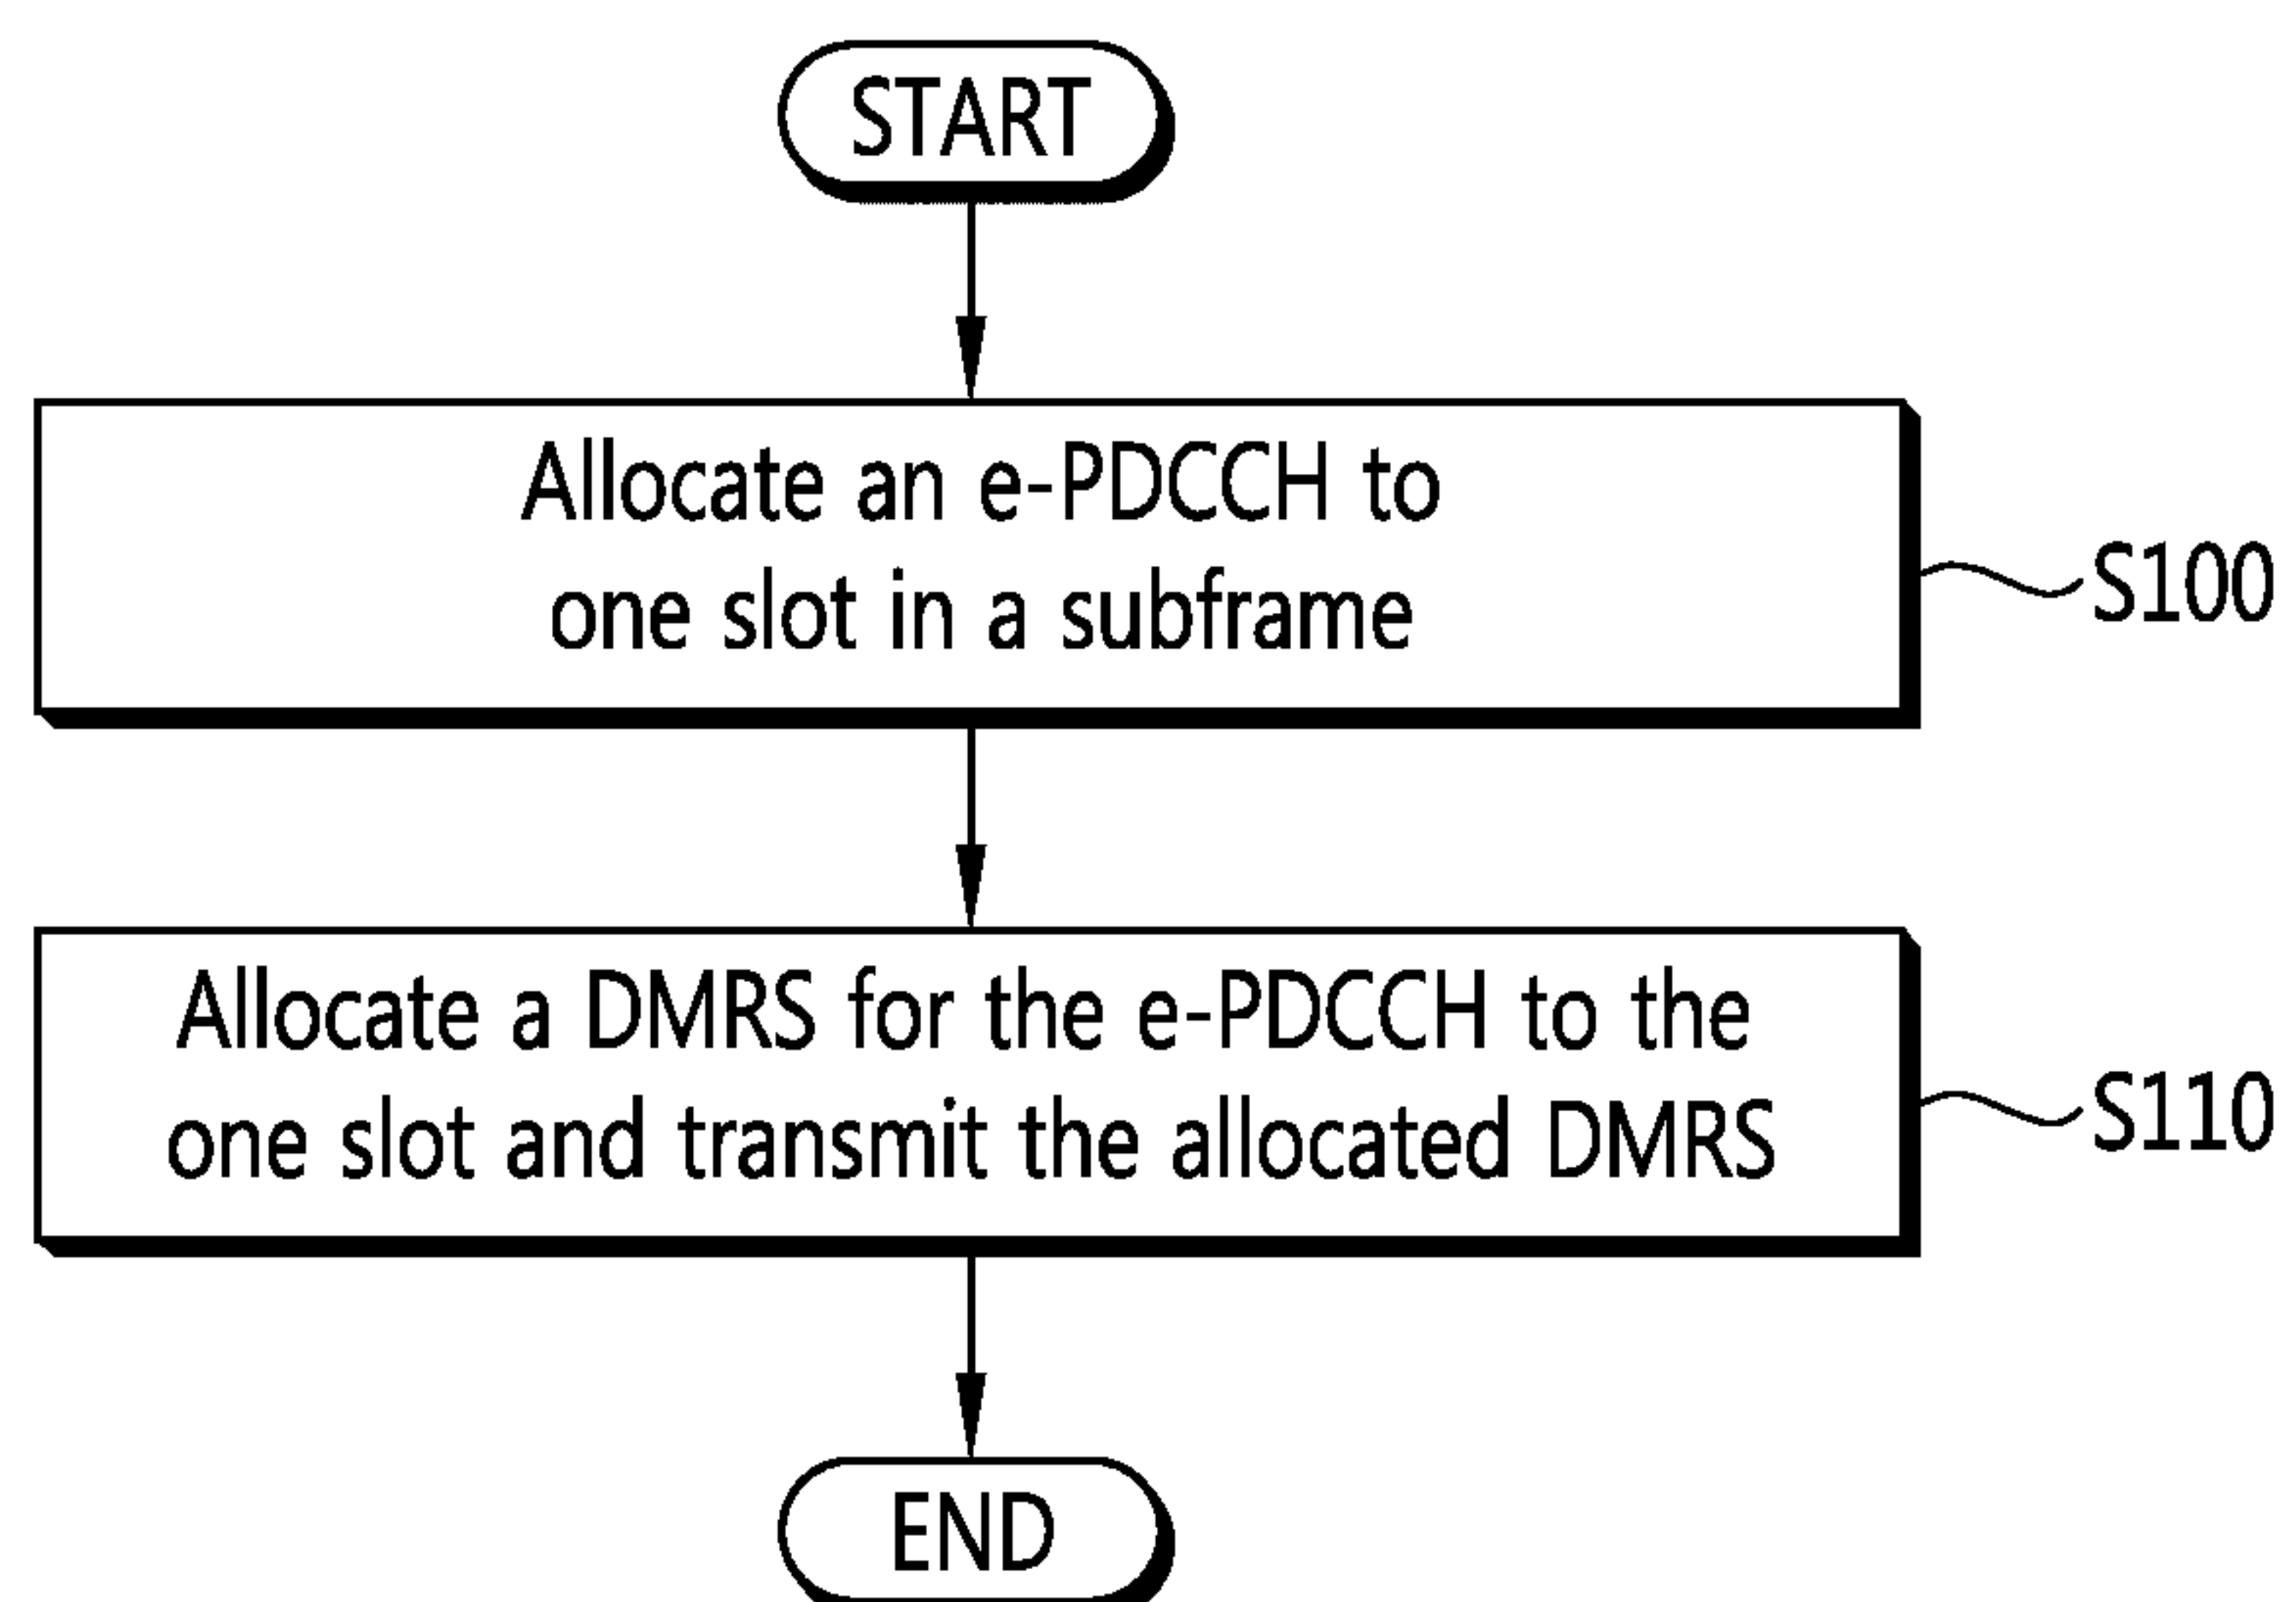 START
Allocate an e-PDCCH to
one slot in a subframe
S100
Allocate a DMRS for the e-PDCCH to the
one slot and transmit the allocated DMRS
S110
END